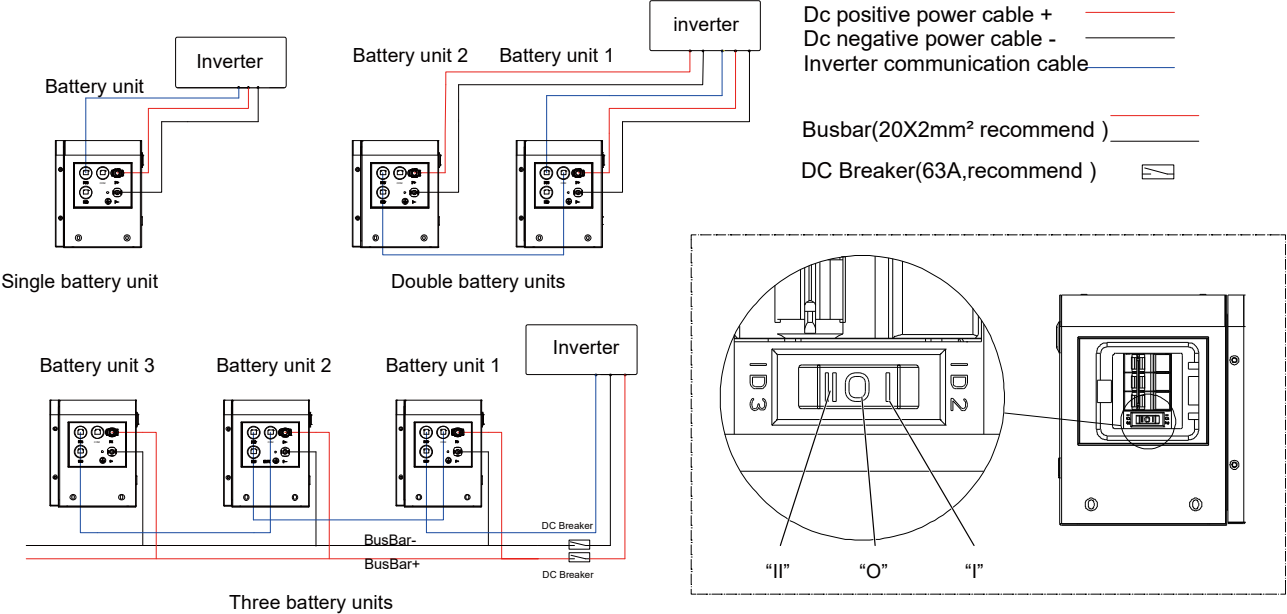 Inverter
Battery unit
Single battery unit
Battery unit 2
Battery unit 1
inverter
Double battery units
Dc positive power cable +
Dc negative power cable -
Inverter communication cable
Busbar(20X2mm² recommend )
DC Breaker(63A,recommend )
Battery unit 3
Battery unit 2
Battery unit 1
Inverter
DC Breaker
BusBar-
BusBar+
DC Breaker
Three battery units
ID3
ID2
“II”
“O”
“I”